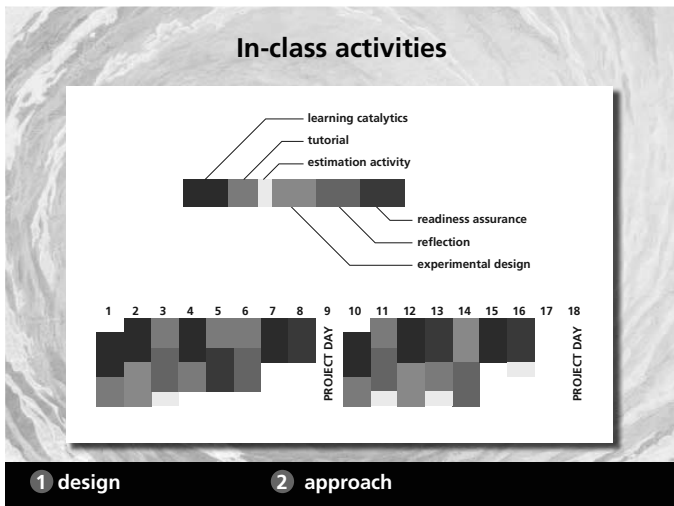 In-class activities
learning catalytics
tutorial
estimation activity
readiness assurance
reflection
experimental design
1 2 3 4 5 6 7 8 9 10 11 12 13 14 15 16 17 18
PROJECT DAY
PROJECT DAY
1 design 2 approach